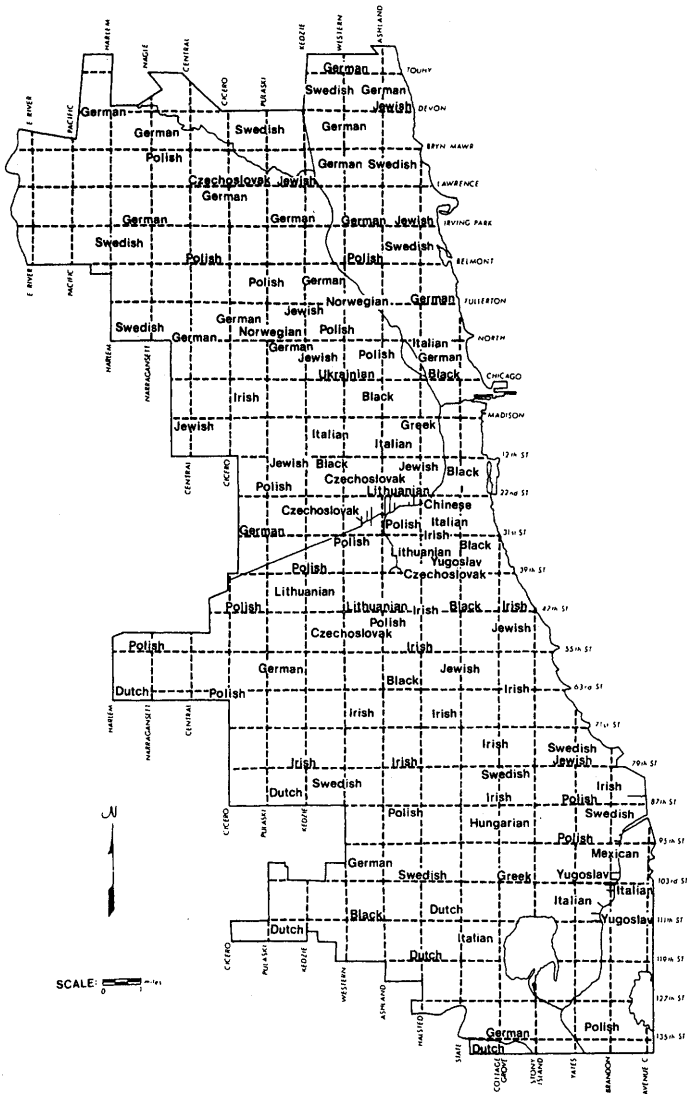 HARLEM
NAGLE
CENTRAL
CICERO
PULASKI
KEDZIE
WESTERN
ASHLAND
E RIVER
PACIFIC
German
TOUHY
Swedish German
German Jewish DEVON
German Swedish German
BRYN MAWR
Polish German Swedish
Czechoslovak Jewish LAWRENCE
German
German German German Jewish IRVING PARK
Swedish Swedish
Polish Polish BELMONT
E RIVER
PACIFIC
Polish German
Norwegian German FULLERTON
Jewish
German
Swedish Norwegian Polish
German Italian NORTH
German Polish German
Jewish
HARLEM
NARRAGANSETT
Ukrainian Black CHICAGO
Irish Black
MADISON
Jewish Greek
Italian Italian
12th ST
CENTRAL
CICERO
Jewish Black Jewish Black
Czechoslovak
Polish Lithuanian 22nd ST
Czechoslovak Chinese
Polish Italian
German Irish 31st ST
Polish Black
Lithuanian
Yugoslav
Polish Czechoslovak 39th ST
Lithuanian
Polish Lithuanian Irish Black Irish 47th ST
Polish
Czechoslovak Jewish
Polish Irish 55th ST
German Jewish
Black
Dutch Polish Irish 63rd ST
HARLEM
NARRAGANSETT
CENTRAL
Irish Irish
71st ST
Irish Swedish
Irish Irish Jewish 79th ST
Swedish Swedish Irish
Dutch Irish Polish 87th ST
Polish Swedish
CICERO
PULASKI
KEDZIE
Hungarian
Polish 95th ST
N
Mexican
German
Swedish Greek Yugoslav 103rd ST
Italian
Italian
Black Dutch Yugoslav 111th ST
Dutch Italian
Dutch 119th ST
CICERO
PULASKI
KEDZIE
WESTERN
ASHLAND
HALSTED
SCALE:
0 1 miles
127th ST
German Polish 135th ST
Dutch
STATE
COTTAGE GROVE
STONY ISLAND
YATES
BRANDON
AVENUE C